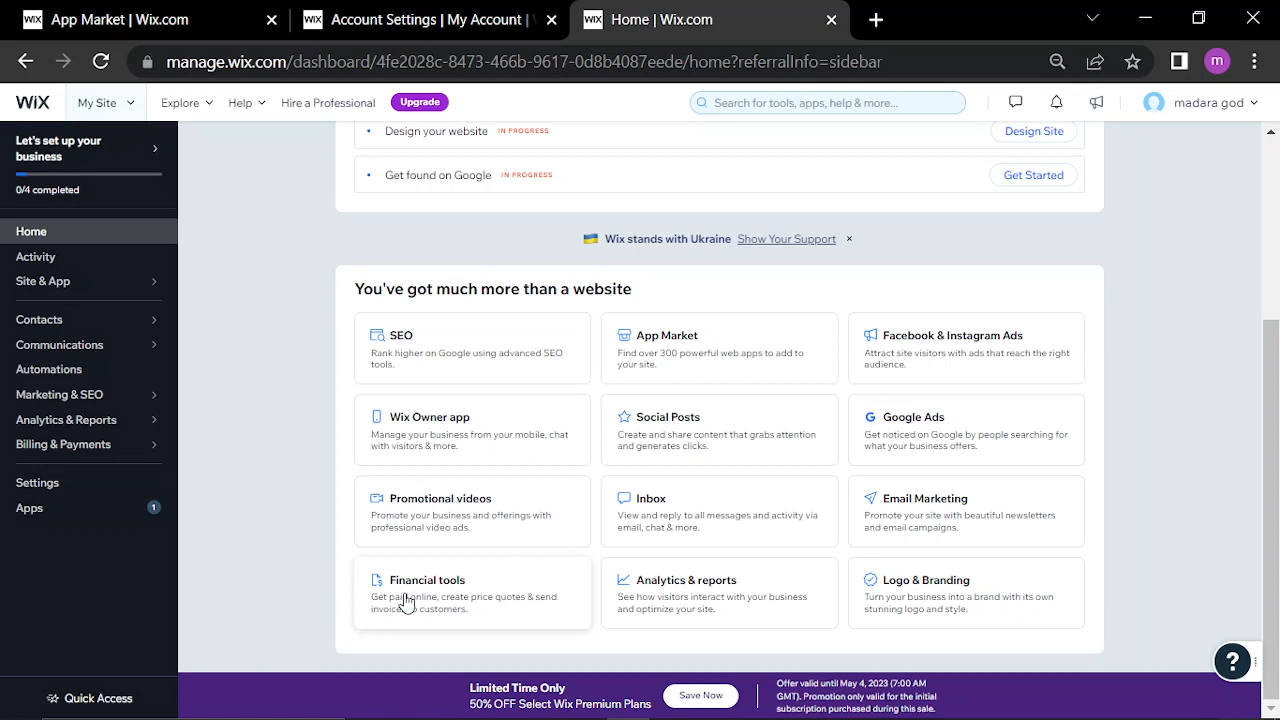 App Market | Wix.com
Account Settings | My Account |
Home | Wix.com
manage.wix.com/dashboard/4fe2028c-8473-466b-9617-0d8b4087eede/home?referralInfo=sidebar
m
WiX
My Site
Explore
Help
Hire a Professional
Upgrade
Search for tools, apps, help & more...
madara god
Let's set up your
business
0/4 completed
Home
Activity
Site & App
Contacts
Communications
Automations
Marketing & SEO
Analytics & Reports
Billing & Payments
Settings
Apps 1
Quick Access
Design your website IN PROGRESS
Design Site
Get found on Google IN PROGRESS
Get Started
Wix stands with Ukraine Show Your Support ×
You've got much more than a website
SEO
Rank higher on Google using advanced SEO
tools.
App Market
Find over 300 powerful web apps to add to
your site.
Facebook & Instagram Ads
Attract site visitors with ads that reach the right
audience.
Wix Owner app
Manage your business from your mobile, chat
with visitors & more.
Social Posts
Create and share content that grabs attention
and generates clicks.
Google Ads
Get noticed on Google by people searching for
what your business offers.
Promotional videos
Promote your business and offerings with
professional video ads.
Inbox
View and reply to all messages and activity via
email, chat & more.
Email Marketing
Promote your site with beautiful newsletters
and email campaigns.
Financial tools
Get paid online, create price quotes & send
invoices to customers.
Analytics & reports
See how visitors interact with your business
and optimize your site.
Logo & Branding
Turn your business into a brand with its own
stunning logo and style.
?
Limited Time Only
50% OFF Select Wix Premium Plans
Save Now
Offer valid until May 4, 2023 (7:00 AM
GMT). Promotion only valid for the initial
subscription purchased during this sale.